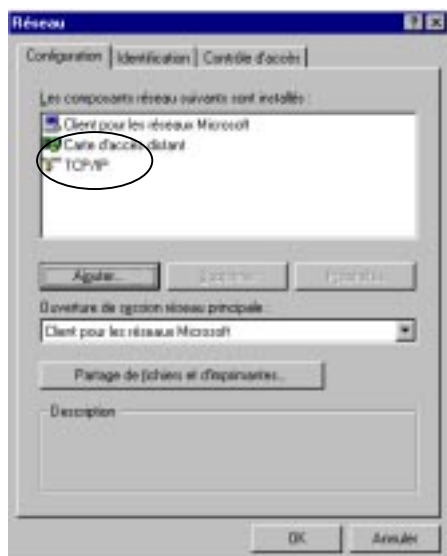 Réseau
Configuration Identification Contrôle d'accès
Les composants réseau suivants sont installés :
Client pour les réseaux Microsoft
Carte d'accès distant
TCP/IP
Ajouter... Supprimer Propriétés
Ouverture de session réseau principale :
Client pour les réseaux Microsoft
Partage de fichiers et d'imprimantes...
Description
OK Annuler